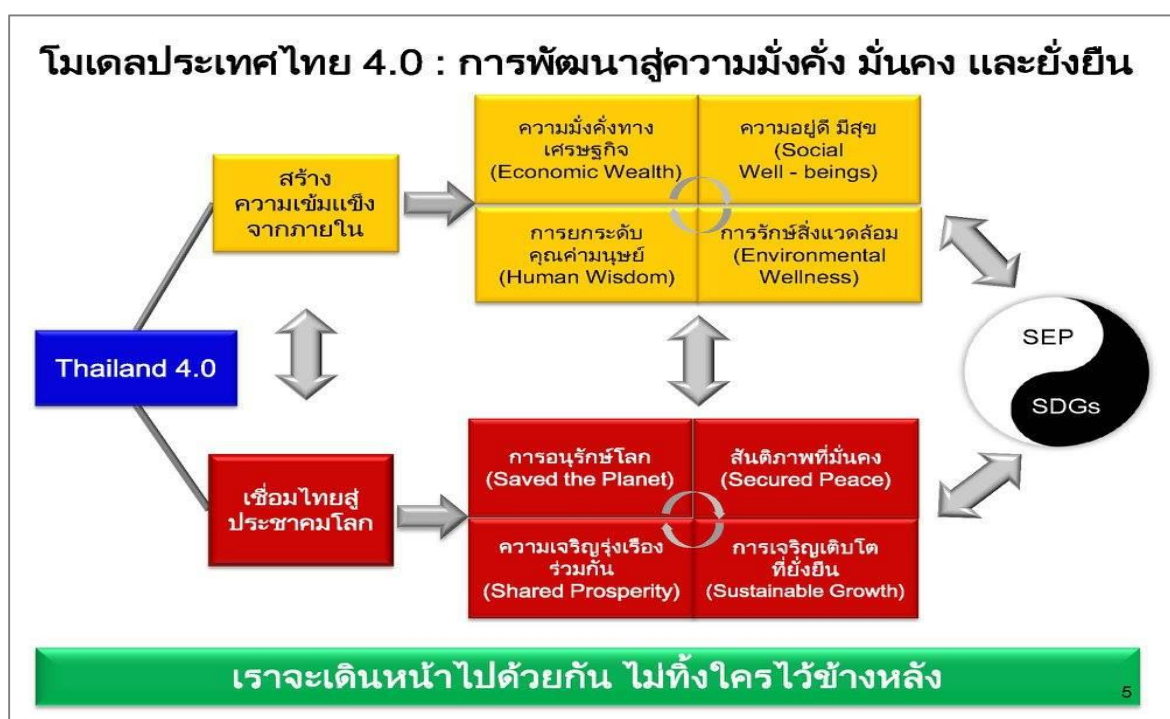 โมเดลประเทศไทย 4.0 : การพัฒนาสู่ความมั่งคั่ง มั่นคง และยั่งยืน
สร้าง
ความเข้มแข็ง
จากภายใน
ความมั่งคั่งทาง
เศรษฐกิจ
(Economic Wealth)
ความอยู่ดี มีสุข
(Social
Well - beings)
การยกระดับ
คุณค่ามนุษย์
(Human Wisdom)
การรักษ์สิ่งแวดล้อม
(Environmental
Wellness)
Thailand 4.0
SEP
SDGs
เชื่อมไทยสู่
ประชาคมโลก
การอนุรักษ์โลก
(Saved the Planet)
สันติภาพที่มั่นคง
(Secured Peace)
ความเจริญรุ่งเรือง
ร่วมกัน
(Shared Prosperity)
การเจริญเติบโต
ที่ยั่งยืน
(Sustainable Growth)
เราจะเดินหน้าไปด้วยกัน ไม่ทิ้งใครไว้ข้างหลัง
5